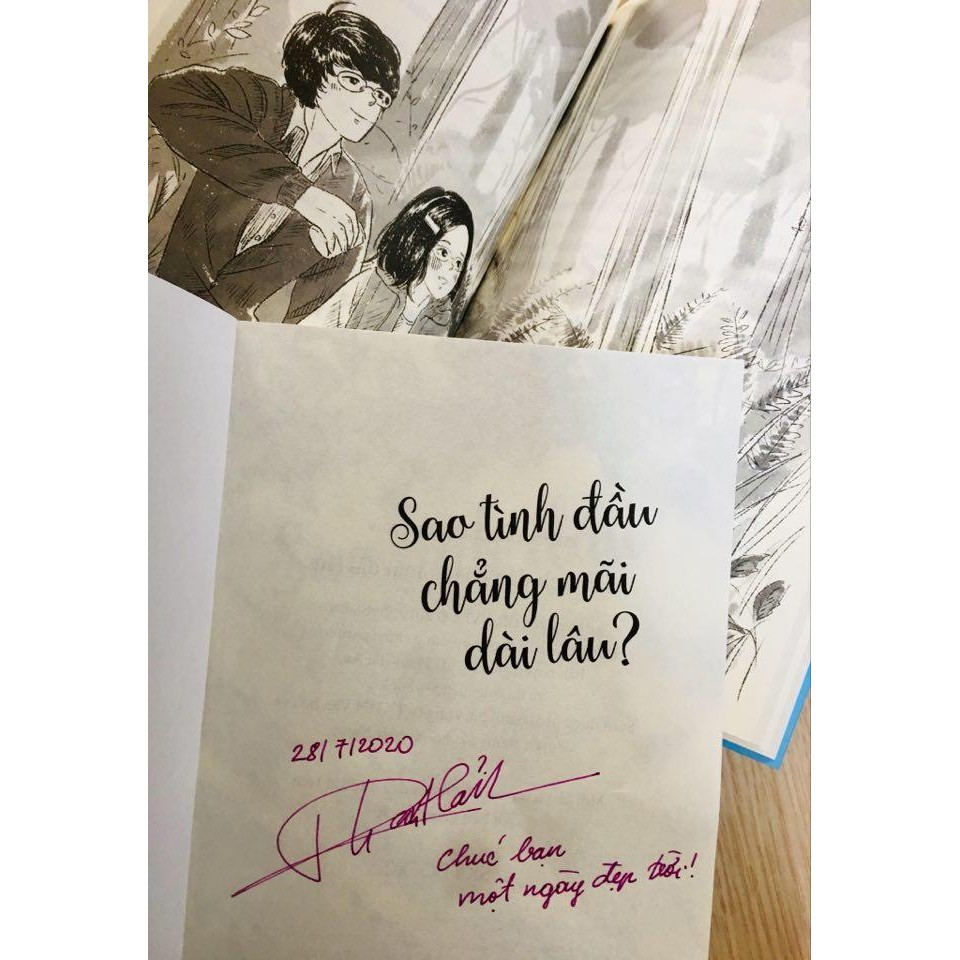 Sao tình đầu
chẳng mãi
dài lâu?
28/7/2020
Chúc bạn
một ngày đẹp trời!